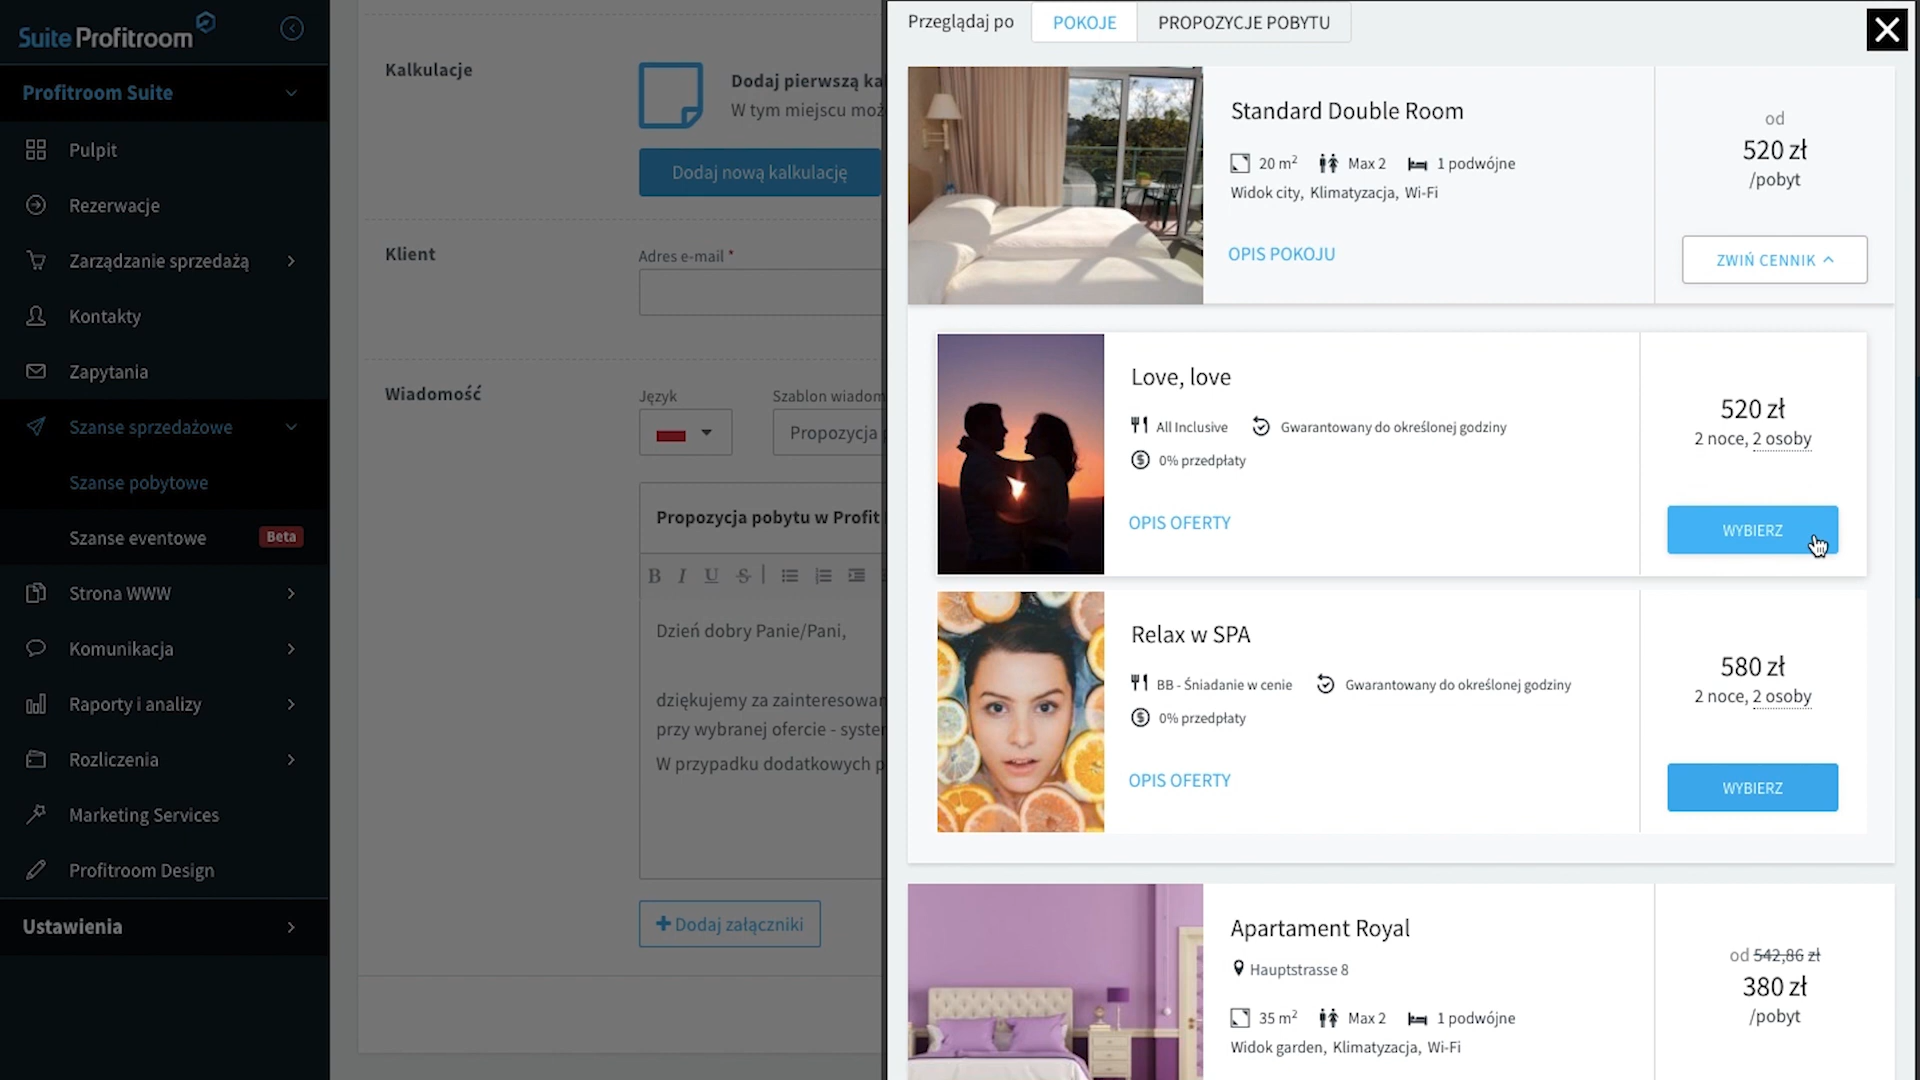 Suite Profitroom
Profitroom Suite
Pulpit
Rezerwacje
Zarządzanie sprzedażą
Kontakty
Zapytania
Szanse sprzedażowe
Szanse pobytowe
Szanse eventowe Beta
Strona WWW
Komunikacja
Raporty i analizy
Rozliczenia
Marketing Services
Profitroom Design
Ustawienia
Kalkulacje
Dodaj pierwszą ka
W tym miejscu moż
Dodaj nową kalkulację
Klient
Adres e-mail *
Wiadomość
Język Szablon wiadom
Propozycja
Propozycja pobytu w Profit
B I U S
Dzień dobry Panie/Pani,
dziękujemy za zainteresowan
przy wybranej ofercie - syste
W przypadku dodatkowych p
+ Dodaj załączniki
Przeglądaj po POKOJE PROPOZYCJE POBYTU
Standard Double Room
20 m² Max 2 1 podwójne
Widok city, Klimatyzacja, Wi-Fi
OPIS POKOJU
od
520 zł
/pobyt
ZWIŃ CENNIK
Love, love
All Inclusive Gwarantowany do określonej godziny
0% przedpłaty
OPIS OFERTY
520 zł
2 noce, 2 osoby
WYBIERZ
Relax w SPA
BB - Śniadanie w cenie Gwarantowany do określonej godziny
0% przedpłaty
OPIS OFERTY
580 zł
2 noce, 2 osoby
WYBIERZ
Apartament Royal
Hauptstrasse 8
35 m² Max 2 1 podwójne
Widok garden, Klimatyzacja, Wi-Fi
od 542,86 zł
380 zł
/pobyt